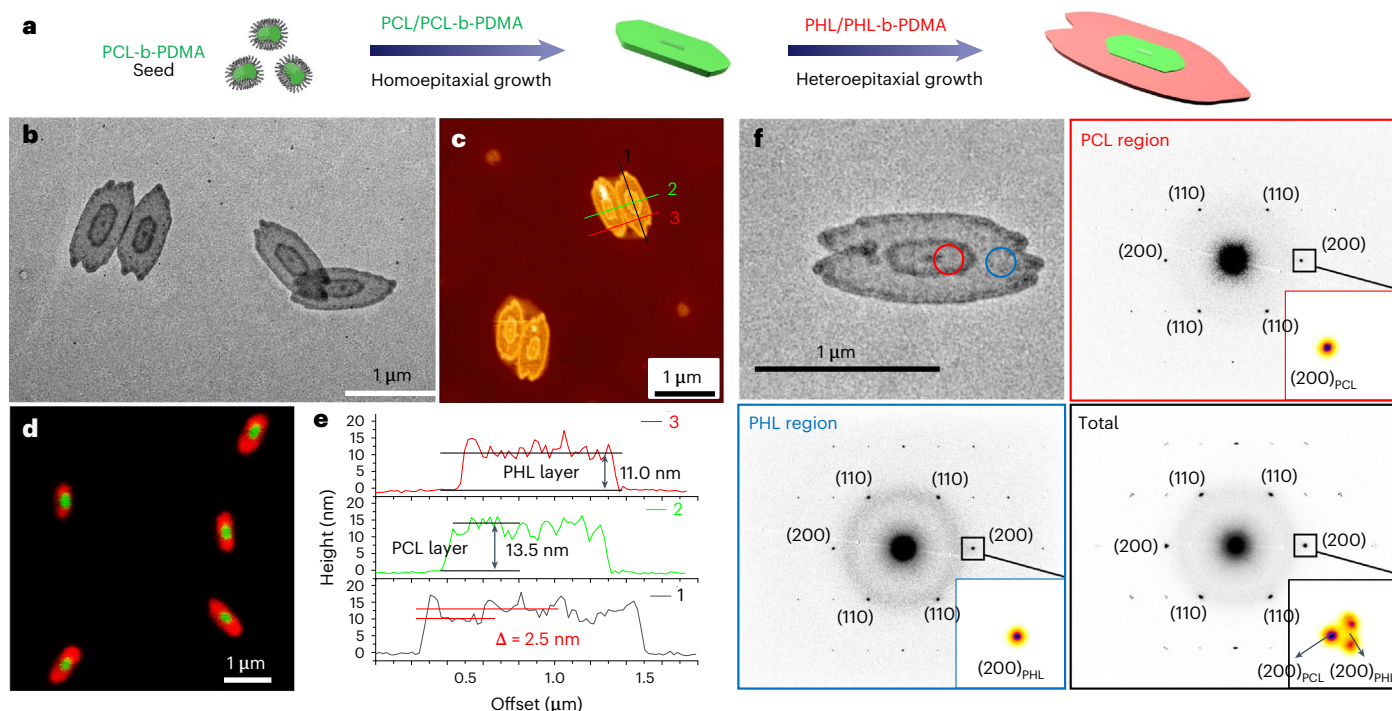 a
PCL-b-PDMA
Seed
PCL/PCL-b-PDMA
Homoepitaxial growth
PHL/PHL-b-PDMA
Heteroepitaxial growth
b
1 μm
c
1
2
3
1 μm
d
1 μm
e
Height (nm)
20
15
10
5
0
3
PHL layer
11.0 nm
20
15
10
5
0
2
PCL layer
13.5 nm
20
15
10
5
0
1
Δ = 2.5 nm
0.5
1.0
1.5
Offset (μm)
f
1 μm
PCL region
(110)
(110)
(200)
(200)
(110)
(110)
(200)PCL
PHL region
(110)
(110)
(200)
(200)
(110)
(110)
(200)PHL
Total
(110)
(110)
(200)
(200)
(110)
(110)
(200)PCL
(200)PHL